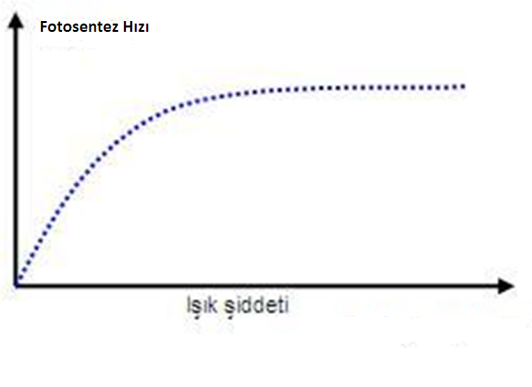 Fotosentez Hızı
Işık şiddeti